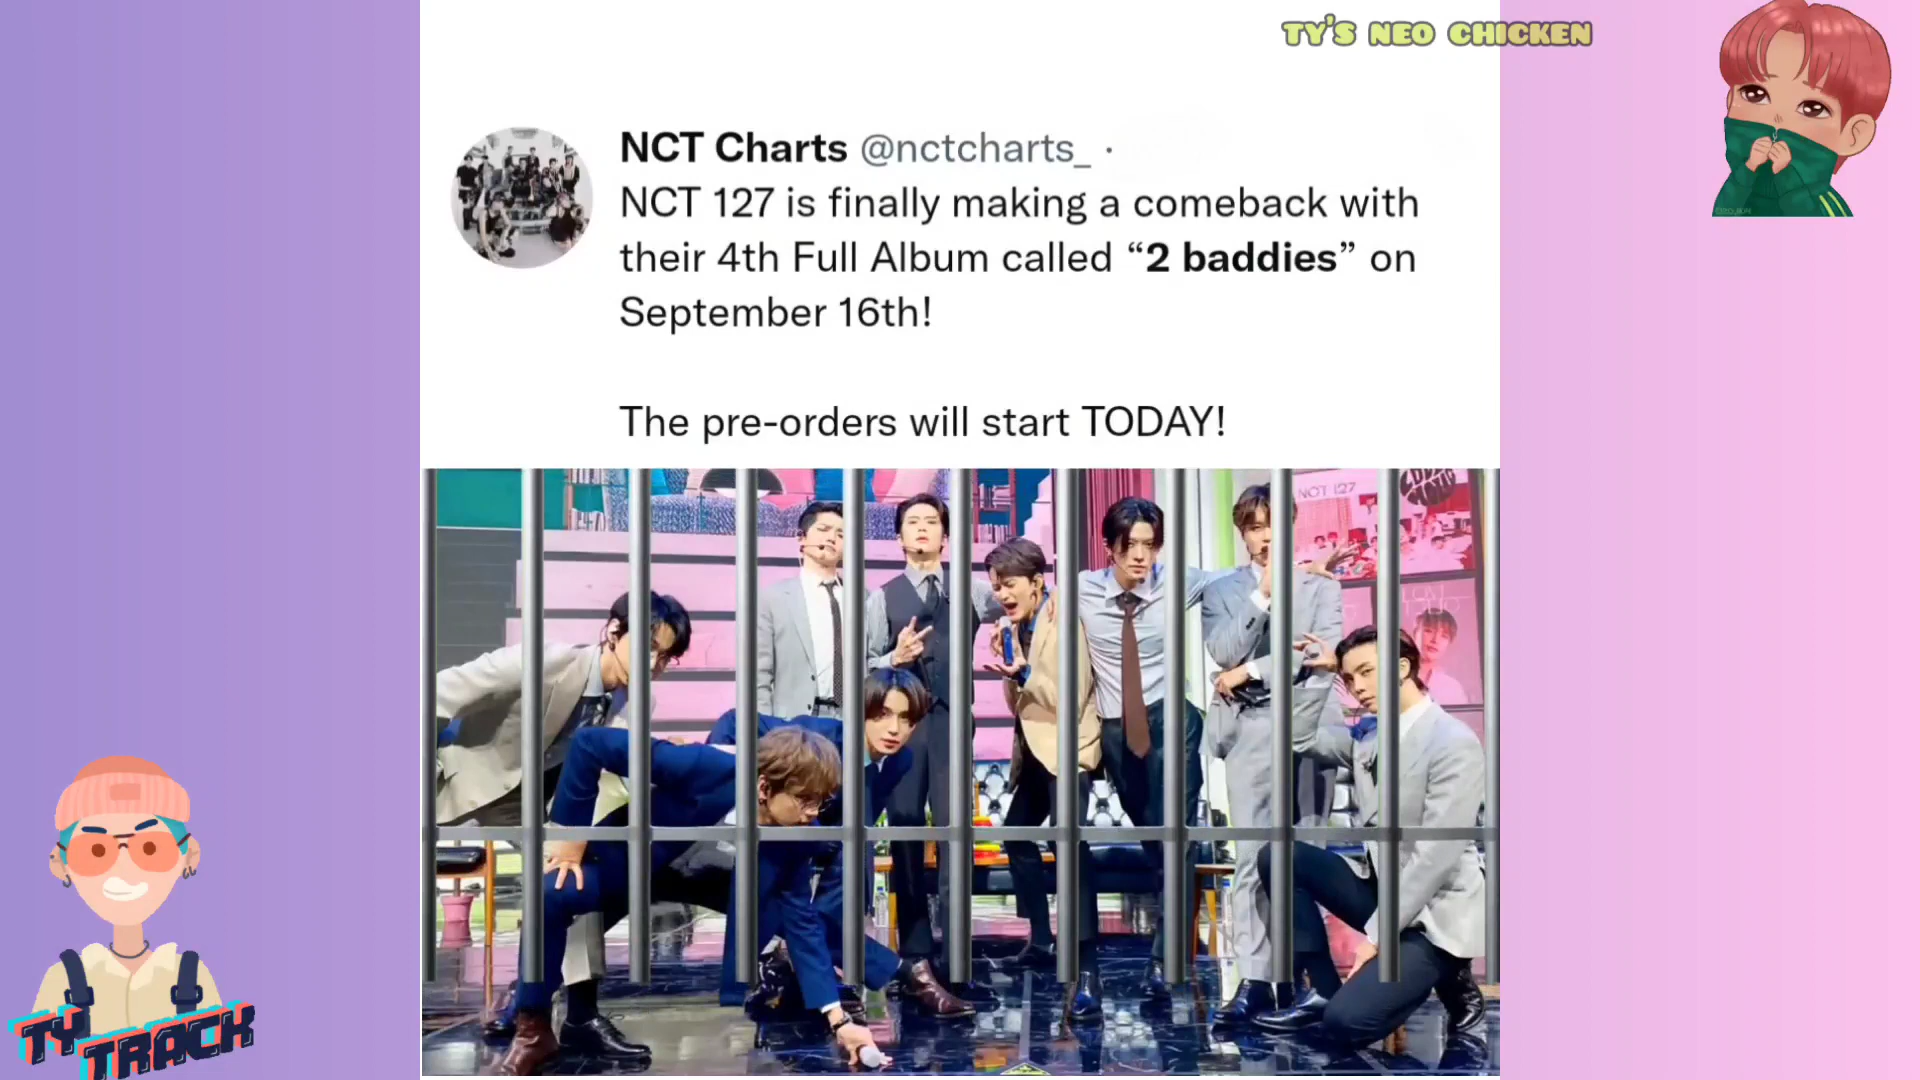 TY'S NEO CHICKEN
NCT Charts @nctcharts_ ·
NCT 127 is finally making a comeback with
their 4th Full Album called “2 baddies” on
September 16th!
The pre-orders will start TODAY!
NCT 127
TY
TRACK